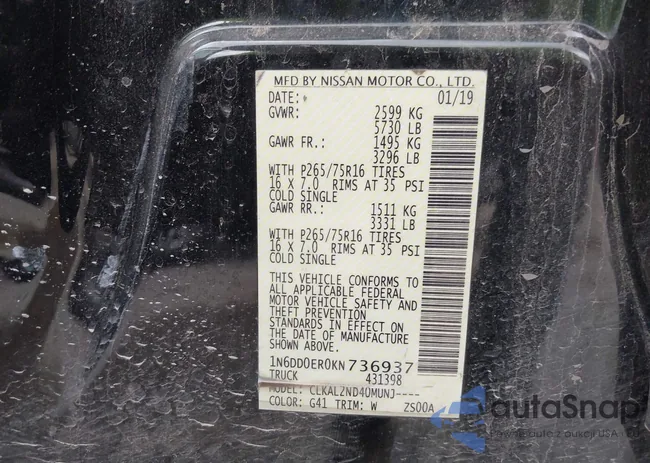 MFD BY NISSAN MOTOR CO., LTD.
DATE: 01/19
GVWR: 2599 KG
5730 LB
GAWR FR.: 1495 KG
3296 LB
WITH P265/75R16 TIRES
16 X 7.0 RIMS AT 35 PSI
COLD SINGLE
GAWR RR.: 1511 KG
3331 LB
WITH P265/75R16 TIRES
16 X 7.0 RIMS AT 35 PSI
COLD SINGLE
THIS VEHICLE CONFORMS TO
ALL APPLICABLE FEDERAL
MOTOR VEHICLE SAFETY AND
THEFT PREVENTION
STANDARDS IN EFFECT ON
THE DATE OF MANUFACTURE
SHOWN ABOVE.
1N6DD0ER0KN736937
TRUCK 431398
MODEL: CLKAL2ND40MUNJ----
COLOR: G41 TRIM: W ZS00A
autaSnap
aukcji USA